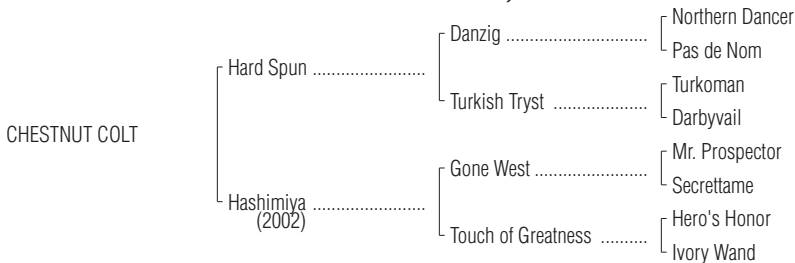 Northern Dancer
Danzig ..............................
Pas de Nom
Hard Spun ........................
Turkoman
Turkish Tryst ....................
Darbyvail
CHESTNUT COLT
Mr. Prospector
Gone West ........................
Secrettame
Hashimiya ........................
(2002)
Hero's Honor
Touch of Greatness ..........
Ivory Wand